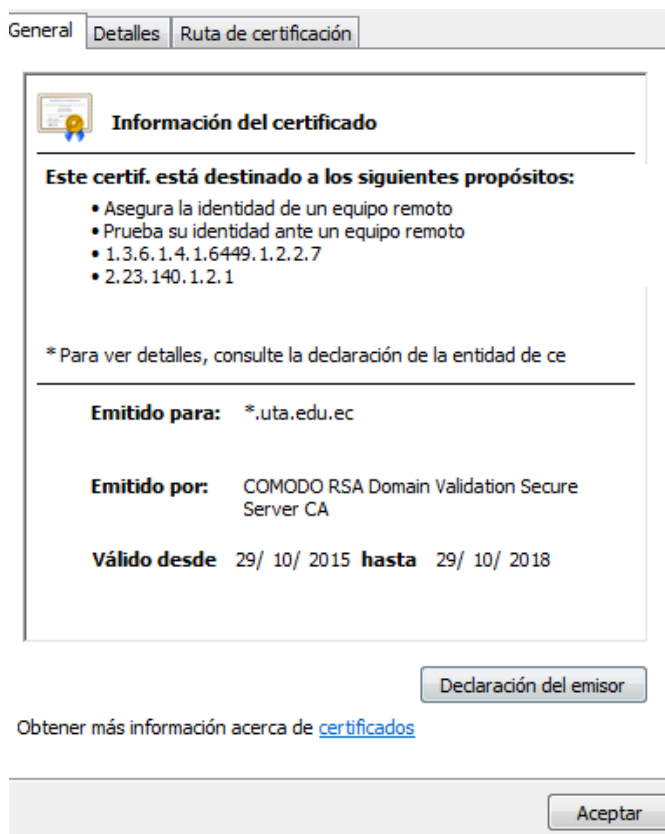 General Detalles Ruta de certificación
Información del certificado
Este certif. está destinado a los siguientes propósitos:
• Asegura la identidad de un equipo remoto
• Prueba su identidad ante un equipo remoto
• 1.3.6.1.4.1.6449.1.2.2.7
• 2.23.140.1.2.1
* Para ver detalles, consulte la declaración de la entidad de ce
Emitido para: *.uta.edu.ec
Emitido por: COMODO RSA Domain Validation Secure
Server CA
Válido desde 29/ 10/ 2015 hasta 29/ 10/ 2018
Declaración del emisor
Obtener más información acerca de certificados
Aceptar